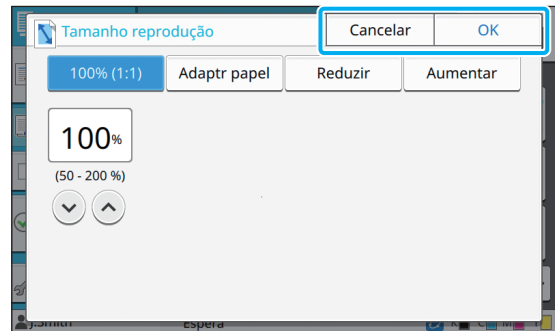 Tamanho reprodução
Cancelar
OK
100% (1:1)
Adaptr papel
Reduzir
Aumentar
100%
(50 - 200 %)
J.Smith
Espera
K C M